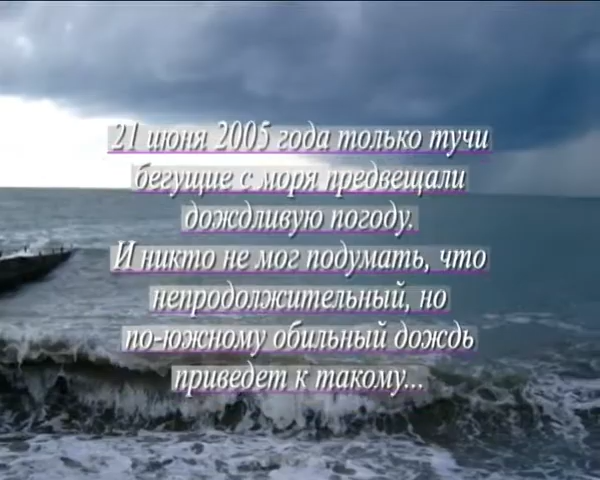 21 июня 2005 года только тучи
бегущие с моря предвещали
дождливую погоду.
И никто не мог подумать, что
непродолжительный, но
по-южному обильный дождь
приведет к такому...